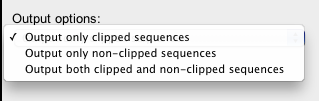 Output options:
✓ Output only clipped sequences
Output only non-clipped sequences
Output both clipped and non-clipped sequences